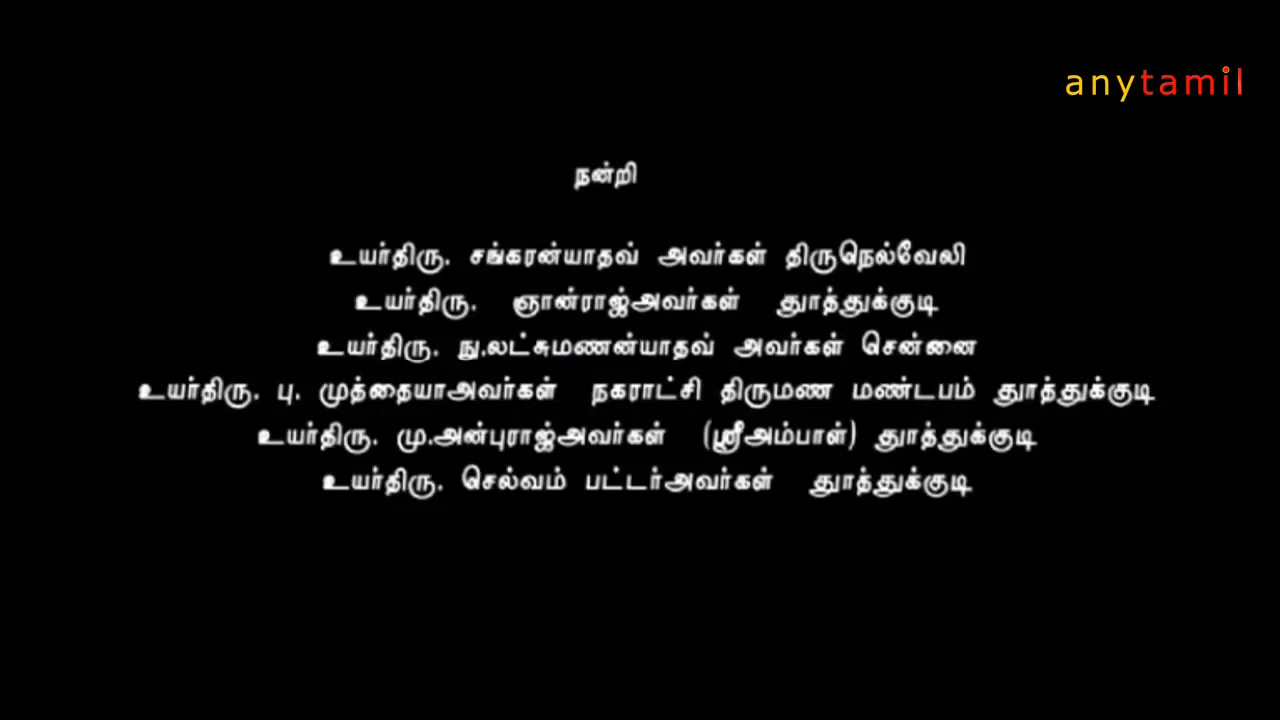 anytamil
நன்றி
உயர்திரு. சங்கரன்யாதவ் அவர்கள் திருநெல்வேலி
உயர்திரு. ஞான்ராஜ்அவர்கள் தூத்துக்குடி
உயர்திரு. நு.லட்சுமணன்யாதவ் அவர்கள் சென்னை
உயர்திரு. பு. முத்தையாஅவர்கள் நகராட்சி திருமண மண்டபம் தூத்துக்குடி
உயர்திரு. மு.அன்புராஜ்அவர்கள் (ஸ்ரீஅம்பாள்) தூத்துக்குடி
உயர்திரு. செல்வம் பட்டர்அவர்கள் தூத்துக்குடி